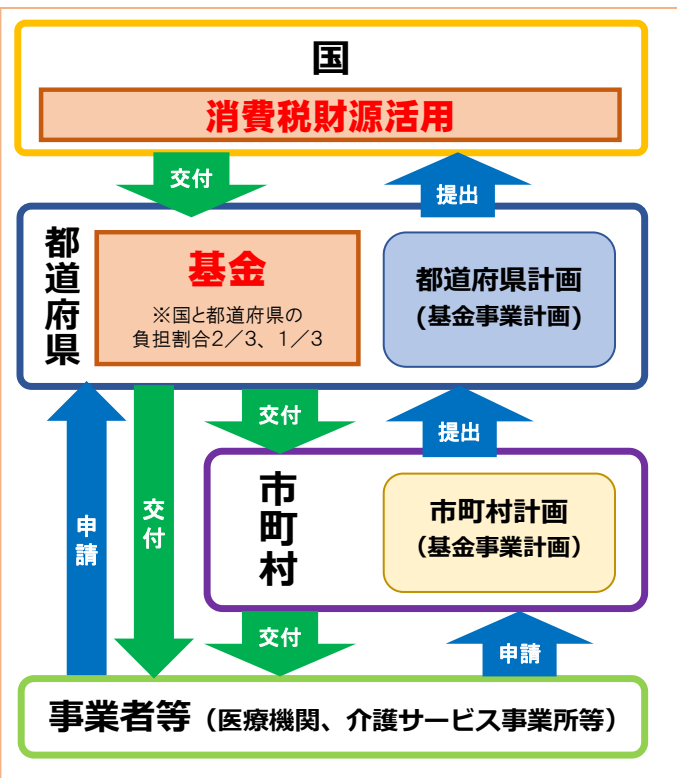 国
消費税財源活用
交付
提出
都道府県
基金
※国と都道府県の
負担割合2/3、1/3
都道府県計画
(基金事業計画)
交付
提出
申請
交付
市町村
市町村計画
（基金事業計画）
交付
申請
事業者等（医療機関、介護サービス事業所等）